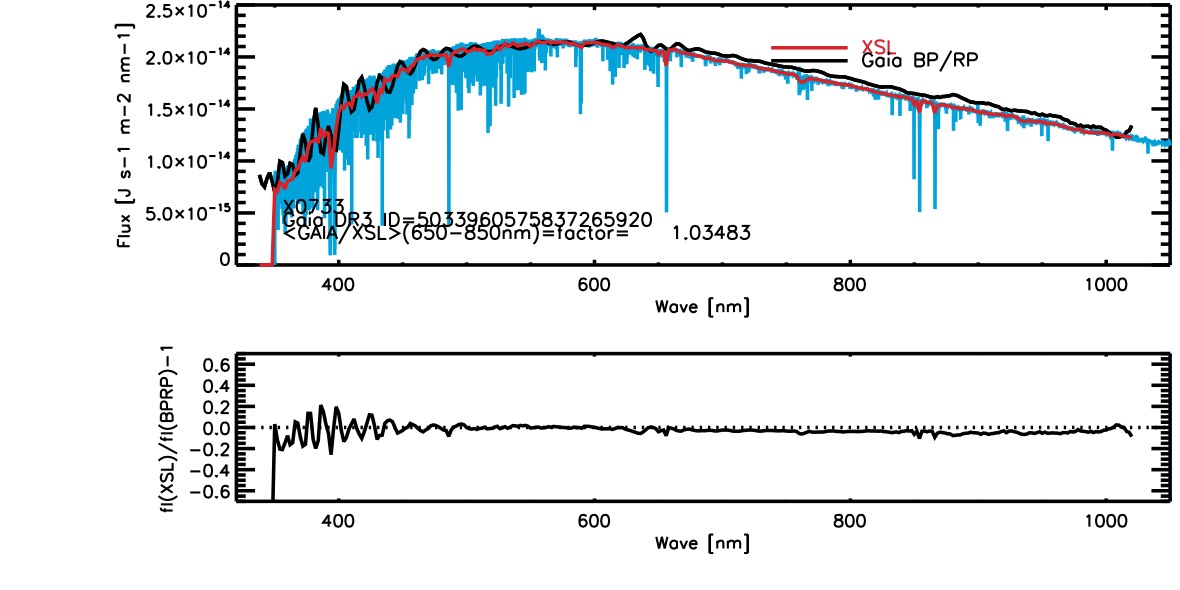 2.5×10−14
2.0×10−14
1.5×10−14
1.0×10−14
5.0×10−15
0
Flux [J s−1 m−2 nm−1]
XSL
Gaia BP/RP
X0733
Gaia DR3 ID=5033960575837265920
<GAIA/XSL>(650−850nm)=factor= 1.03483
400 600 800 1000
Wave [nm]
0.6
0.4
0.2
0.0
−0.2
−0.4
−0.6
fl(XSL)/fl(BPRP)−1
400 600 800 1000
Wave [nm]